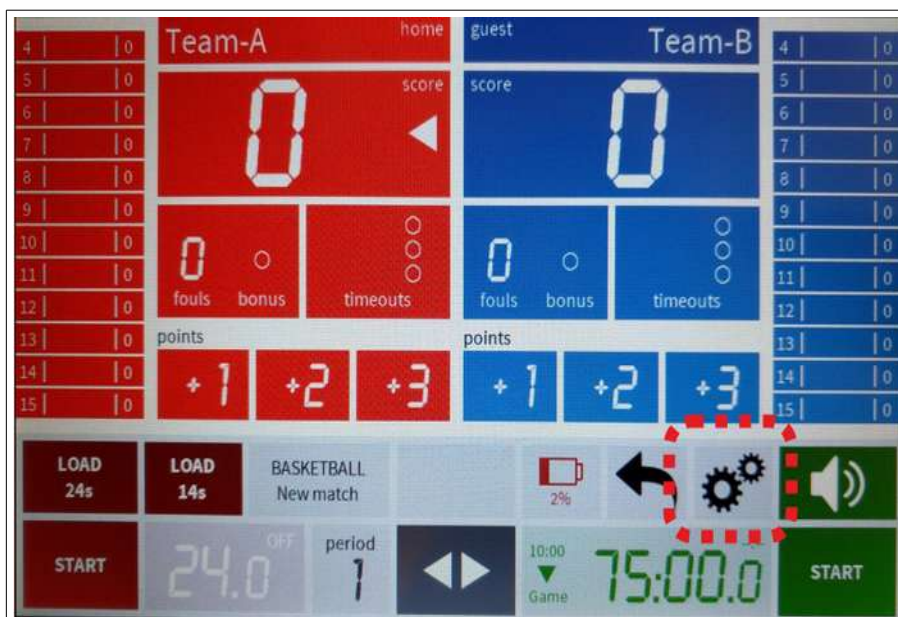 Team-A home
guest Team-B
4 0
5 0
6 0
7 0
8 0
9 0
10 0
11 0
12 0
13 0
14 0
15 0
score
0
score
0
0
fouls bonus
timeouts
0
fouls bonus
timeouts
points
+1 +2 +3
points
+1 +2 +3
4 0
5 0
6 0
7 0
8 0
9 0
10 0
11 0
12 0
13 0
14 0
15 0
LOAD
24s
LOAD
14s
BASKETBALL
New match
2%
START
24.0 OFF
period
1
10:00
Game
75:00.0
START